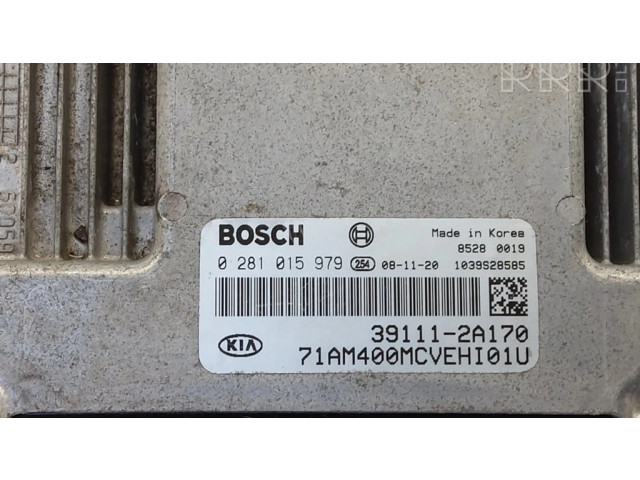 RRR
BOSCH
Made in Korea
8528 0019
0 281 015 979 254 08-11-20 1039S28585
39111-2A170
KIA
71AM400MCVEHI01U